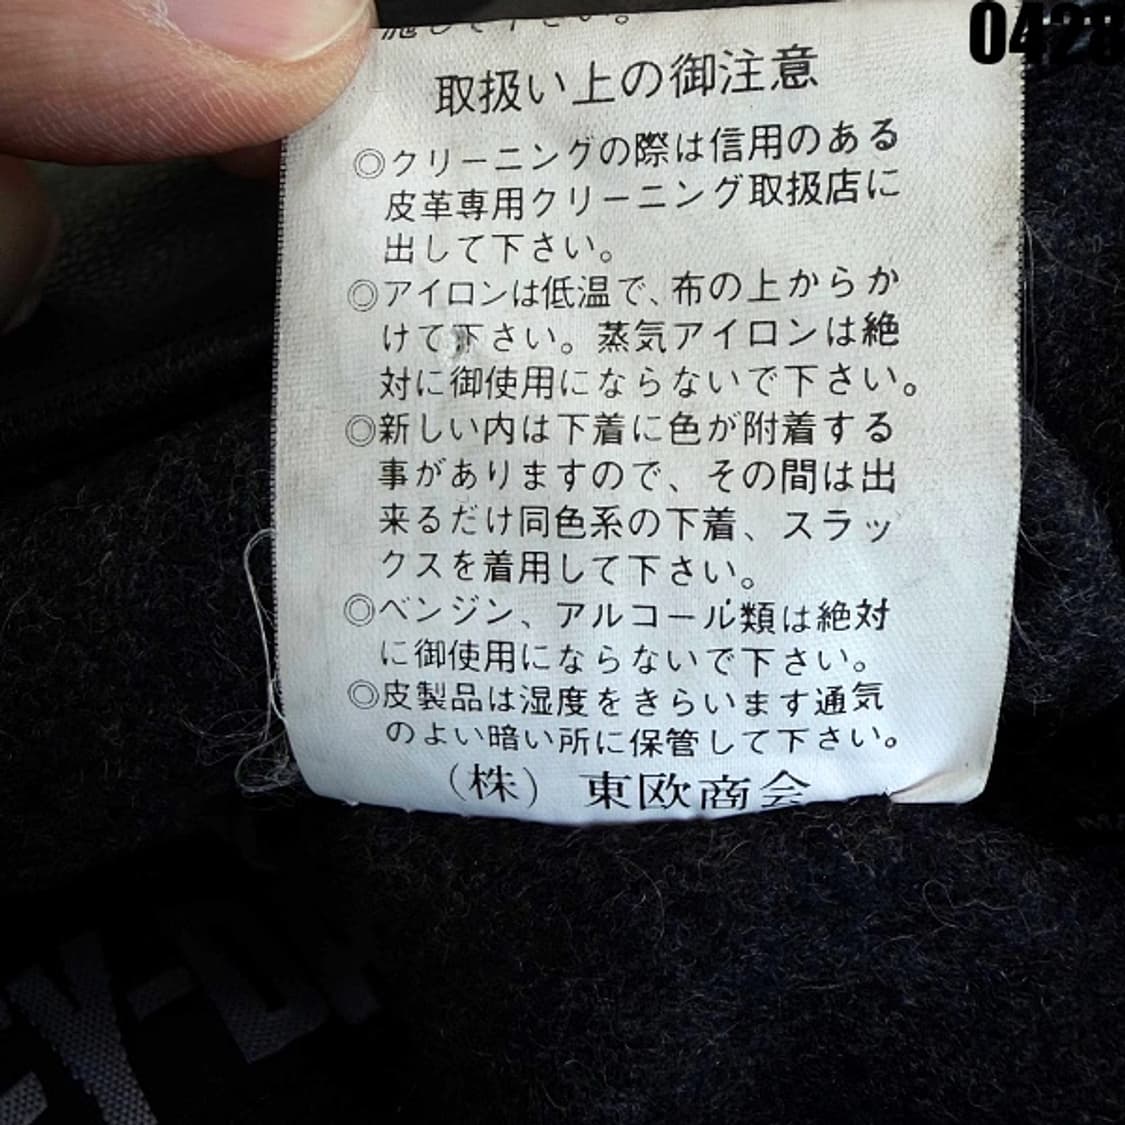 0428
取扱い上の御注意
◎クリーニングの際は信用のある
皮革専用クリーニング取扱店に
出して下さい。
◎アイロンは低温で、布の上からか
けて下さい。蒸気アイロンは絶
対に御使用にならないで下さい。
◎新しい内は下着に色が附着する
事がありますので、その間は出
来るだけ同色系の下着、スラッ
クスを着用して下さい。
◎ベンジン、アルコール類は絶対
に御使用にならないで下さい。
◎皮製品は湿度をきらいます通気
のよい暗い所に保管して下さい。
（株） 東欧商会